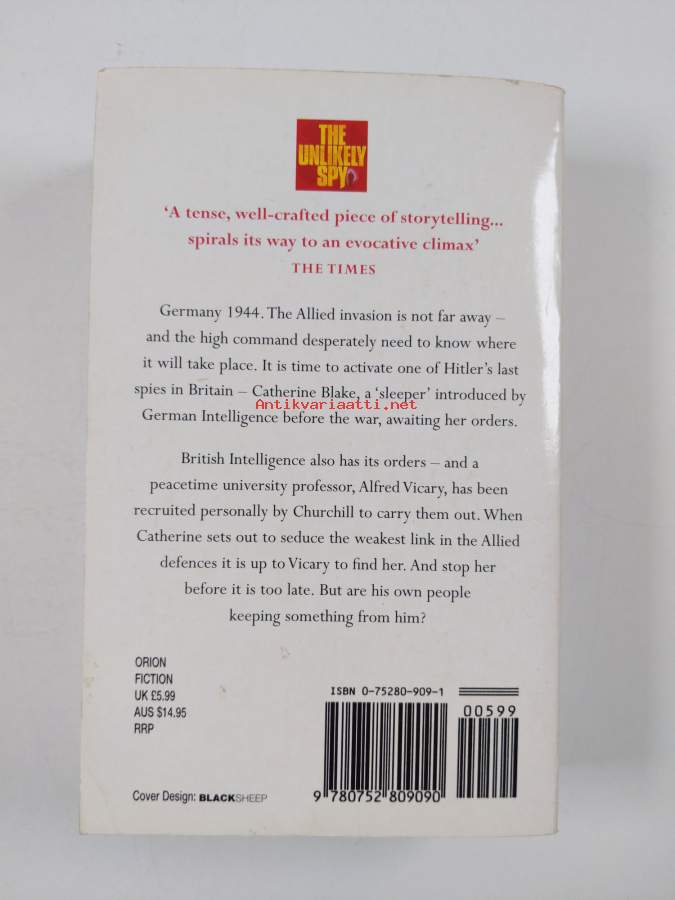 THE
UNLIKELY
SPY
‘A tense, well-crafted piece of storytelling...
spirals its way to an evocative climax’
THE TIMES
Germany 1944. The Allied invasion is not far away –
and the high command desperately need to know where
it will take place. It is time to activate one of Hitler’s last
spies in Britain – Catherine Blake, a ‘sleeper’ introduced by
Antikvariaatti.net
German Intelligence before the war, awaiting her orders.
British Intelligence also has its orders – and a
peacetime university professor, Alfred Vicary, has been
recruited personally by Churchill to carry them out. When
Catherine sets out to seduce the weakest link in the Allied
defences it is up to Vicary to find her. And stop her
before it is too late. But are his own people
keeping something from him?
ORION
FICTION
UK £5.99
AUS $14.95
RRP
Cover Design: BLACKSHEEP
ISBN 0-75280-909-1
00599
9 780752 809090